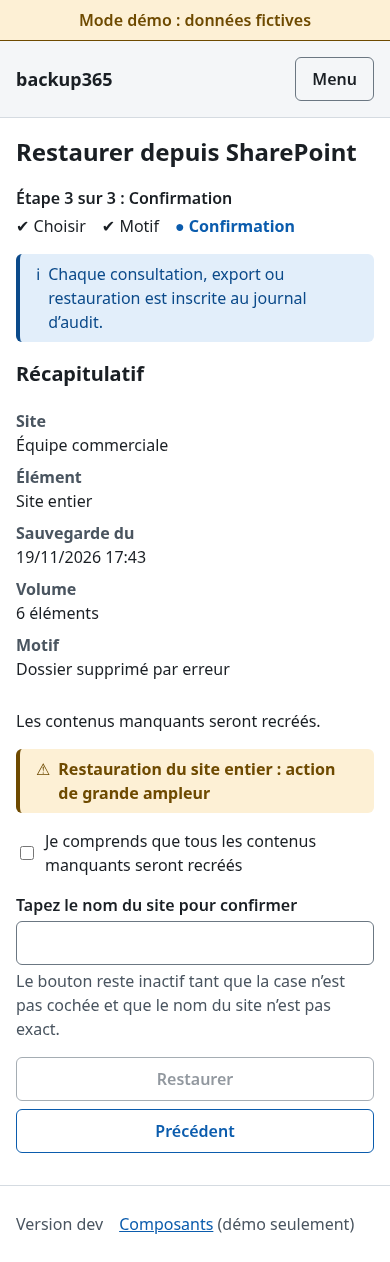 Mode démo : données fictives
backup365
Menu
Restaurer depuis SharePoint
Étape 3 sur 3 : Confirmation
✔ Choisir ✔ Motif ● Confirmation
i Chaque consultation, export ou
restauration est inscrite au journal
d’audit.
Récapitulatif
Site
Équipe commerciale
Élément
Site entier
Sauvegarde du
19/11/2026 17:43
Volume
6 éléments
Motif
Dossier supprimé par erreur
Les contenus manquants seront recréés.
⚠ Restauration du site entier : action
de grande ampleur
Je comprends que tous les contenus
manquants seront recréés
Tapez le nom du site pour confirmer
Le bouton reste inactif tant que la case n’est
pas cochée et que le nom du site n’est pas
exact.
Restaurer
Précédent
Version dev Composants (démo seulement)